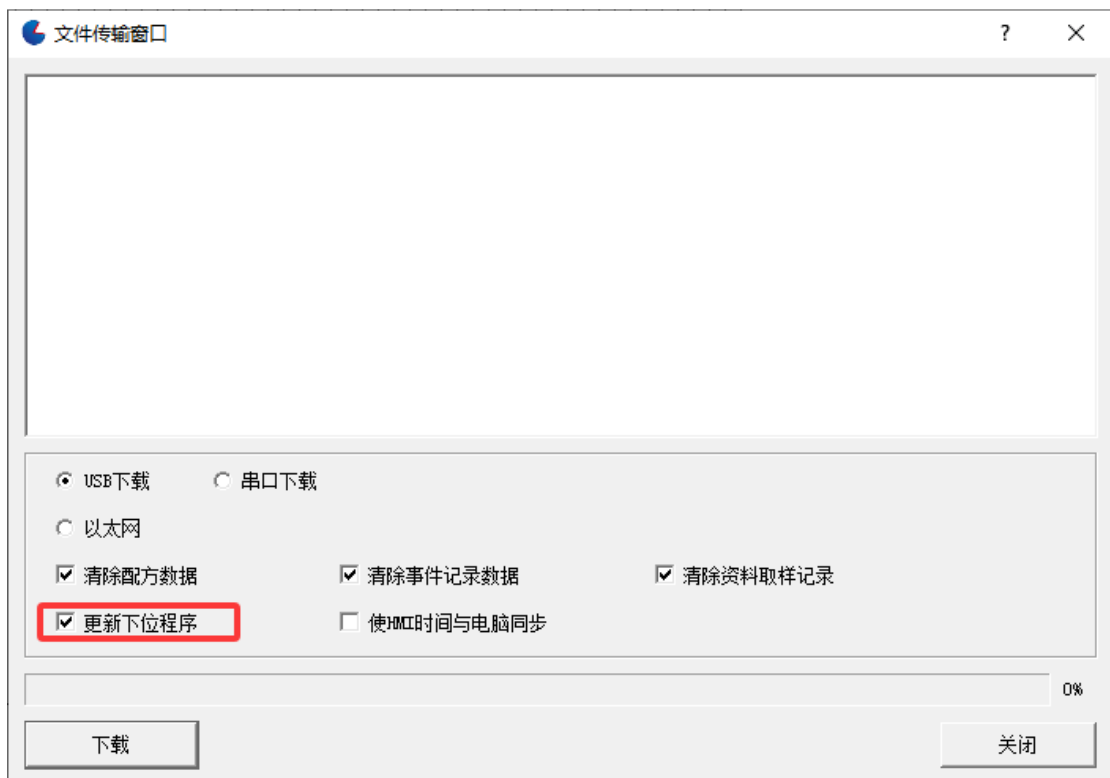 文件传输窗口 ?
USB下载 串口下载
以太网
清除配方数据 清除事件记录数据 清除资料取样记录
更新下位程序 使HMI时间与电脑同步
0%
下载 关闭